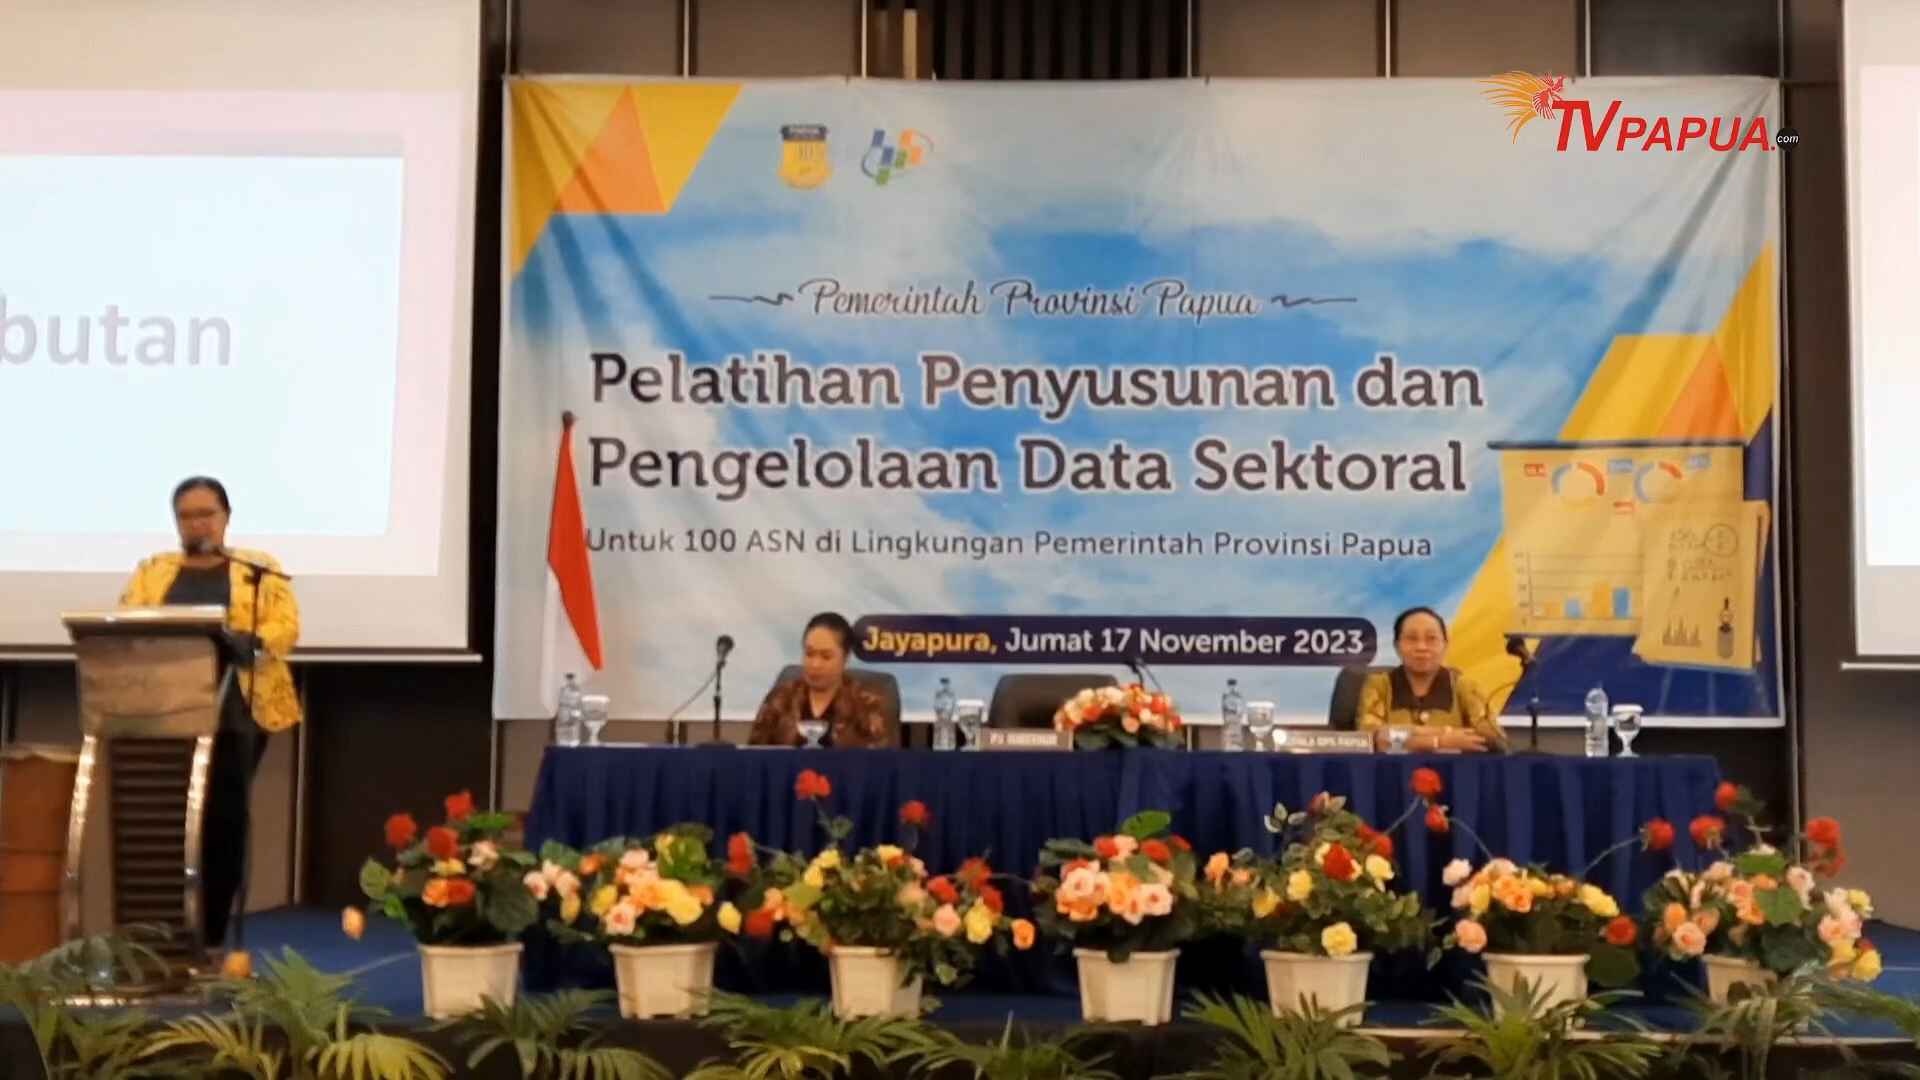 TVPAPUA.com
butan
Pemerintah Provinsi Papua
Pelatihan Penyusunan dan
Pengelolaan Data Sektoral
Untuk 100 ASN di Lingkungan Pemerintah Provinsi Papua
Jayapura, Jumat 17 November 2023